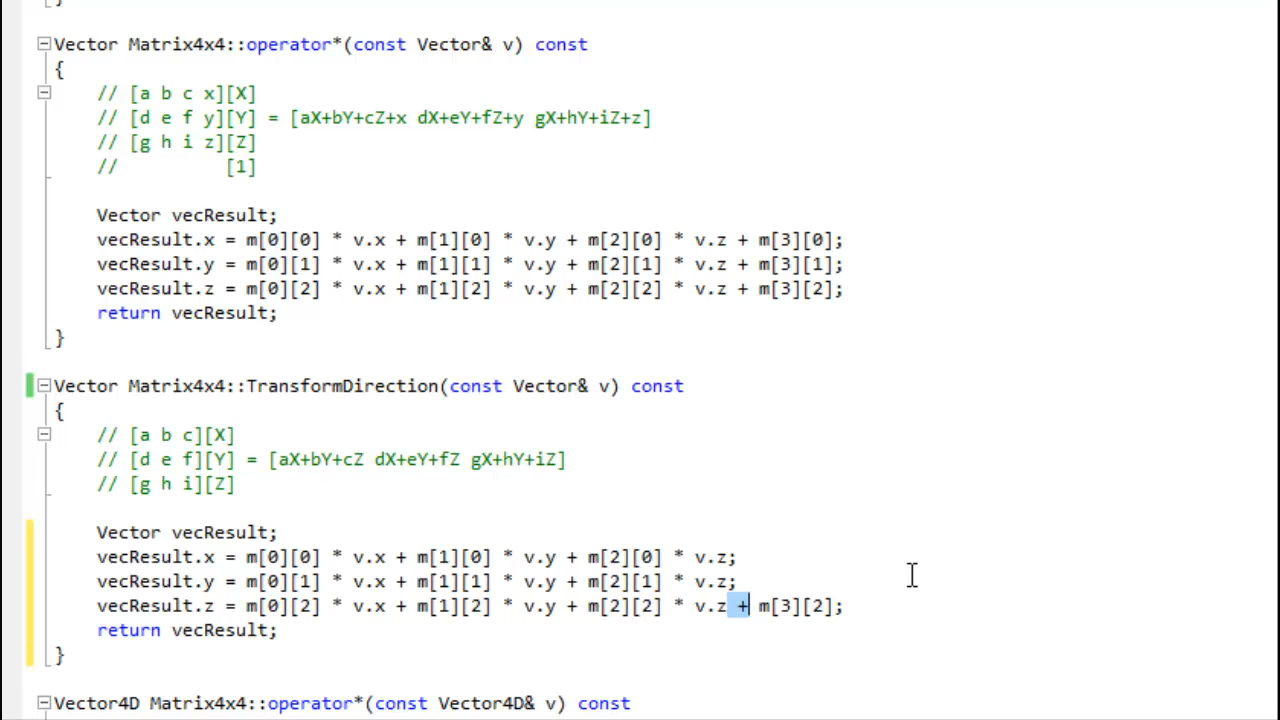 }
Vector Matrix4x4::operator*(const Vector& v) const
{
// [a b c x][X]
// [d e f y][Y] = [aX+bY+cZ+x dX+eY+fZ+y gX+hY+iZ+z]
// [g h i z][Z]
//          [1]
Vector vecResult;
vecResult.x = m[0][0] * v.x + m[1][0] * v.y + m[2][0] * v.z + m[3][0];
vecResult.y = m[0][1] * v.x + m[1][1] * v.y + m[2][1] * v.z + m[3][1];
vecResult.z = m[0][2] * v.x + m[1][2] * v.y + m[2][2] * v.z + m[3][2];
return vecResult;
}
Vector Matrix4x4::TransformDirection(const Vector& v) const
{
// [a b c][X]
// [d e f][Y] = [aX+bY+cZ dX+eY+fZ gX+hY+iZ]
// [g h i][Z]
Vector vecResult;
vecResult.x = m[0][0] * v.x + m[1][0] * v.y + m[2][0] * v.z;
vecResult.y = m[0][1] * v.x + m[1][1] * v.y + m[2][1] * v.z;
vecResult.z = m[0][2] * v.x + m[1][2] * v.y + m[2][2] * v.z + m[3][2];
return vecResult;
}
Vector4D Matrix4x4::operator*(const Vector4D& v) const